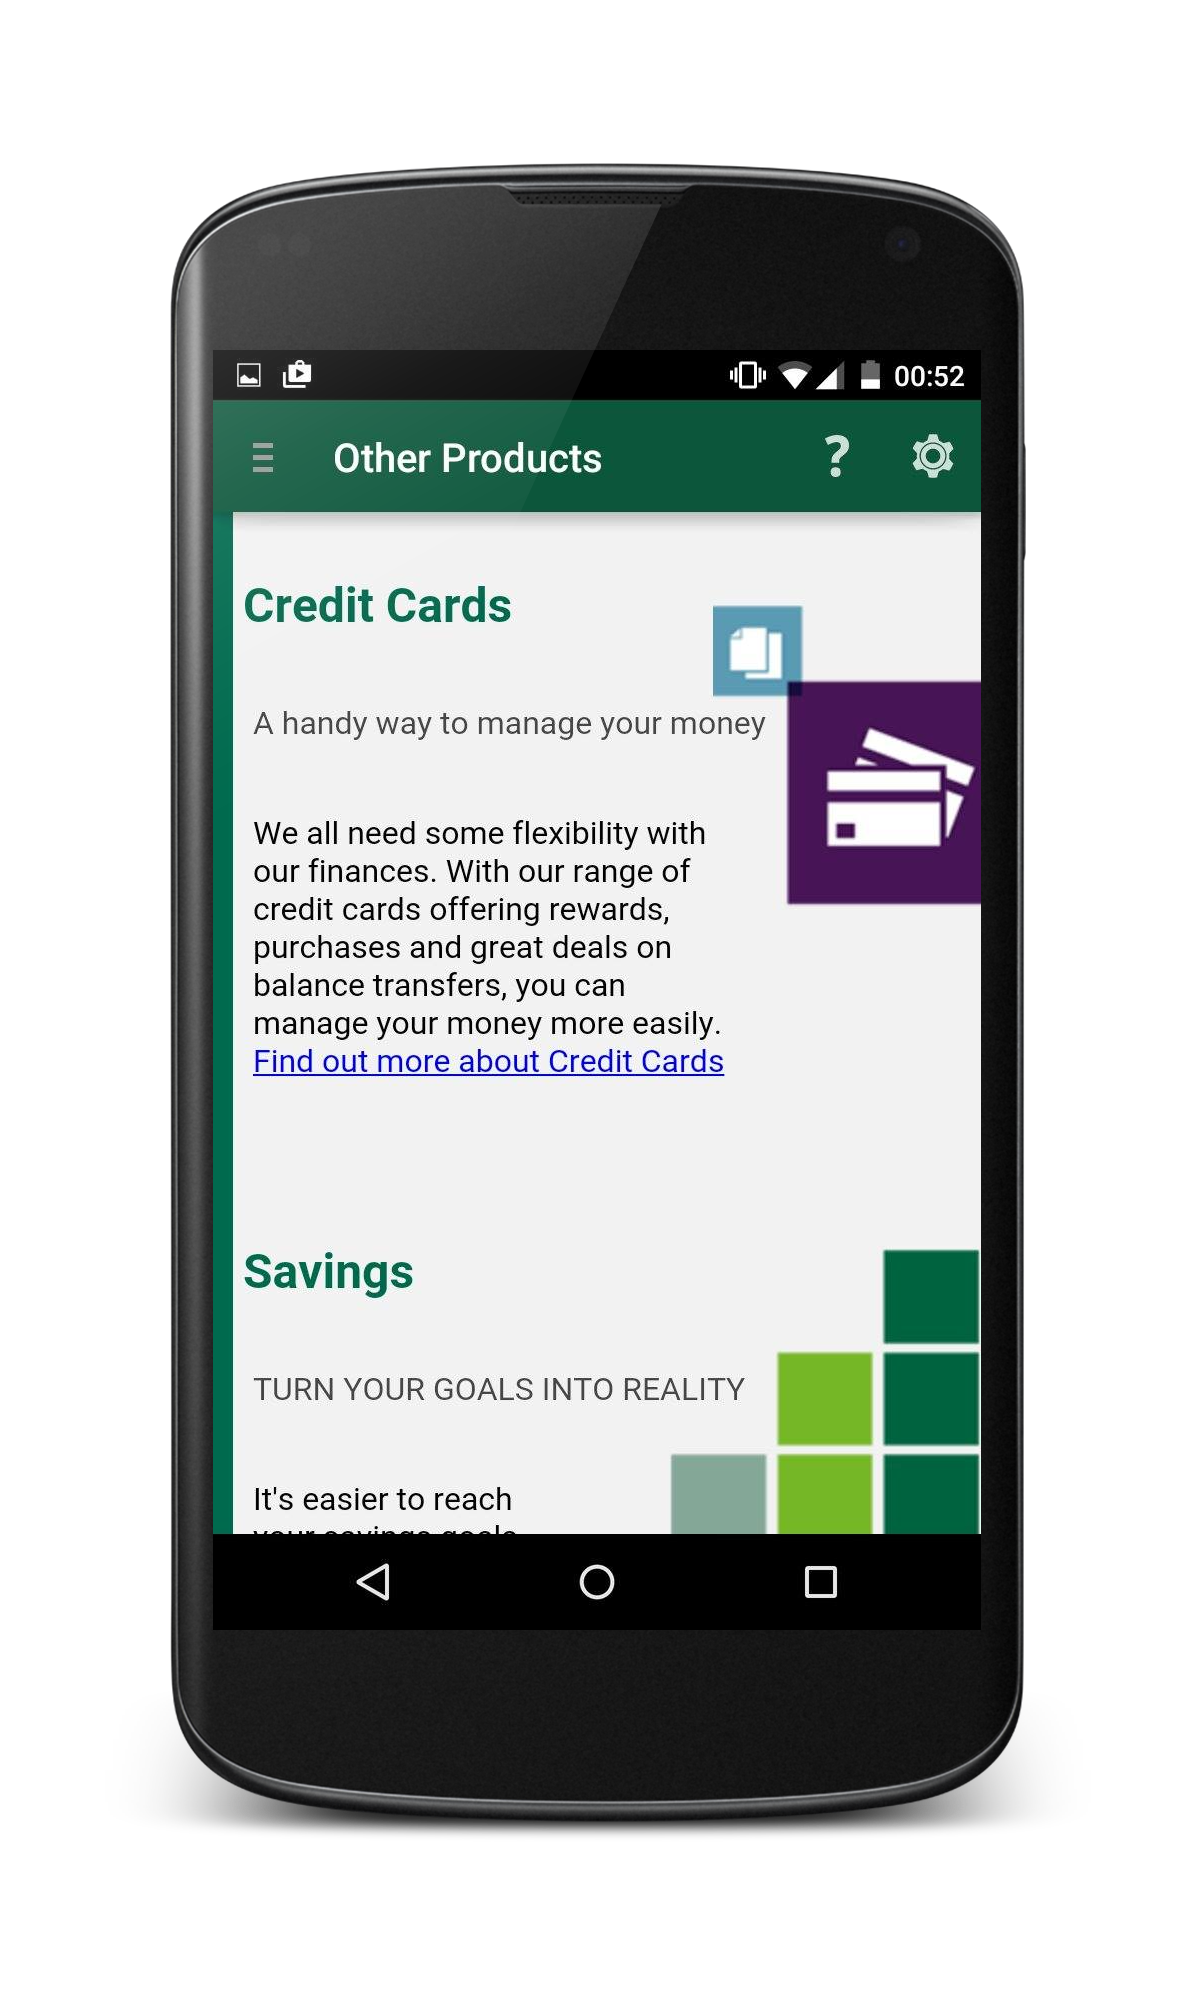 00:52
Other Products
Credit Cards
A handy way to manage your money
We all need some flexibility with
our finances. With our range of
credit cards offering rewards,
purchases and great deals on
balance transfers, you can
manage your money more easily.
Find out more about Credit Cards
Savings
TURN YOUR GOALS INTO REALITY
It's easier to reach
your savings goals